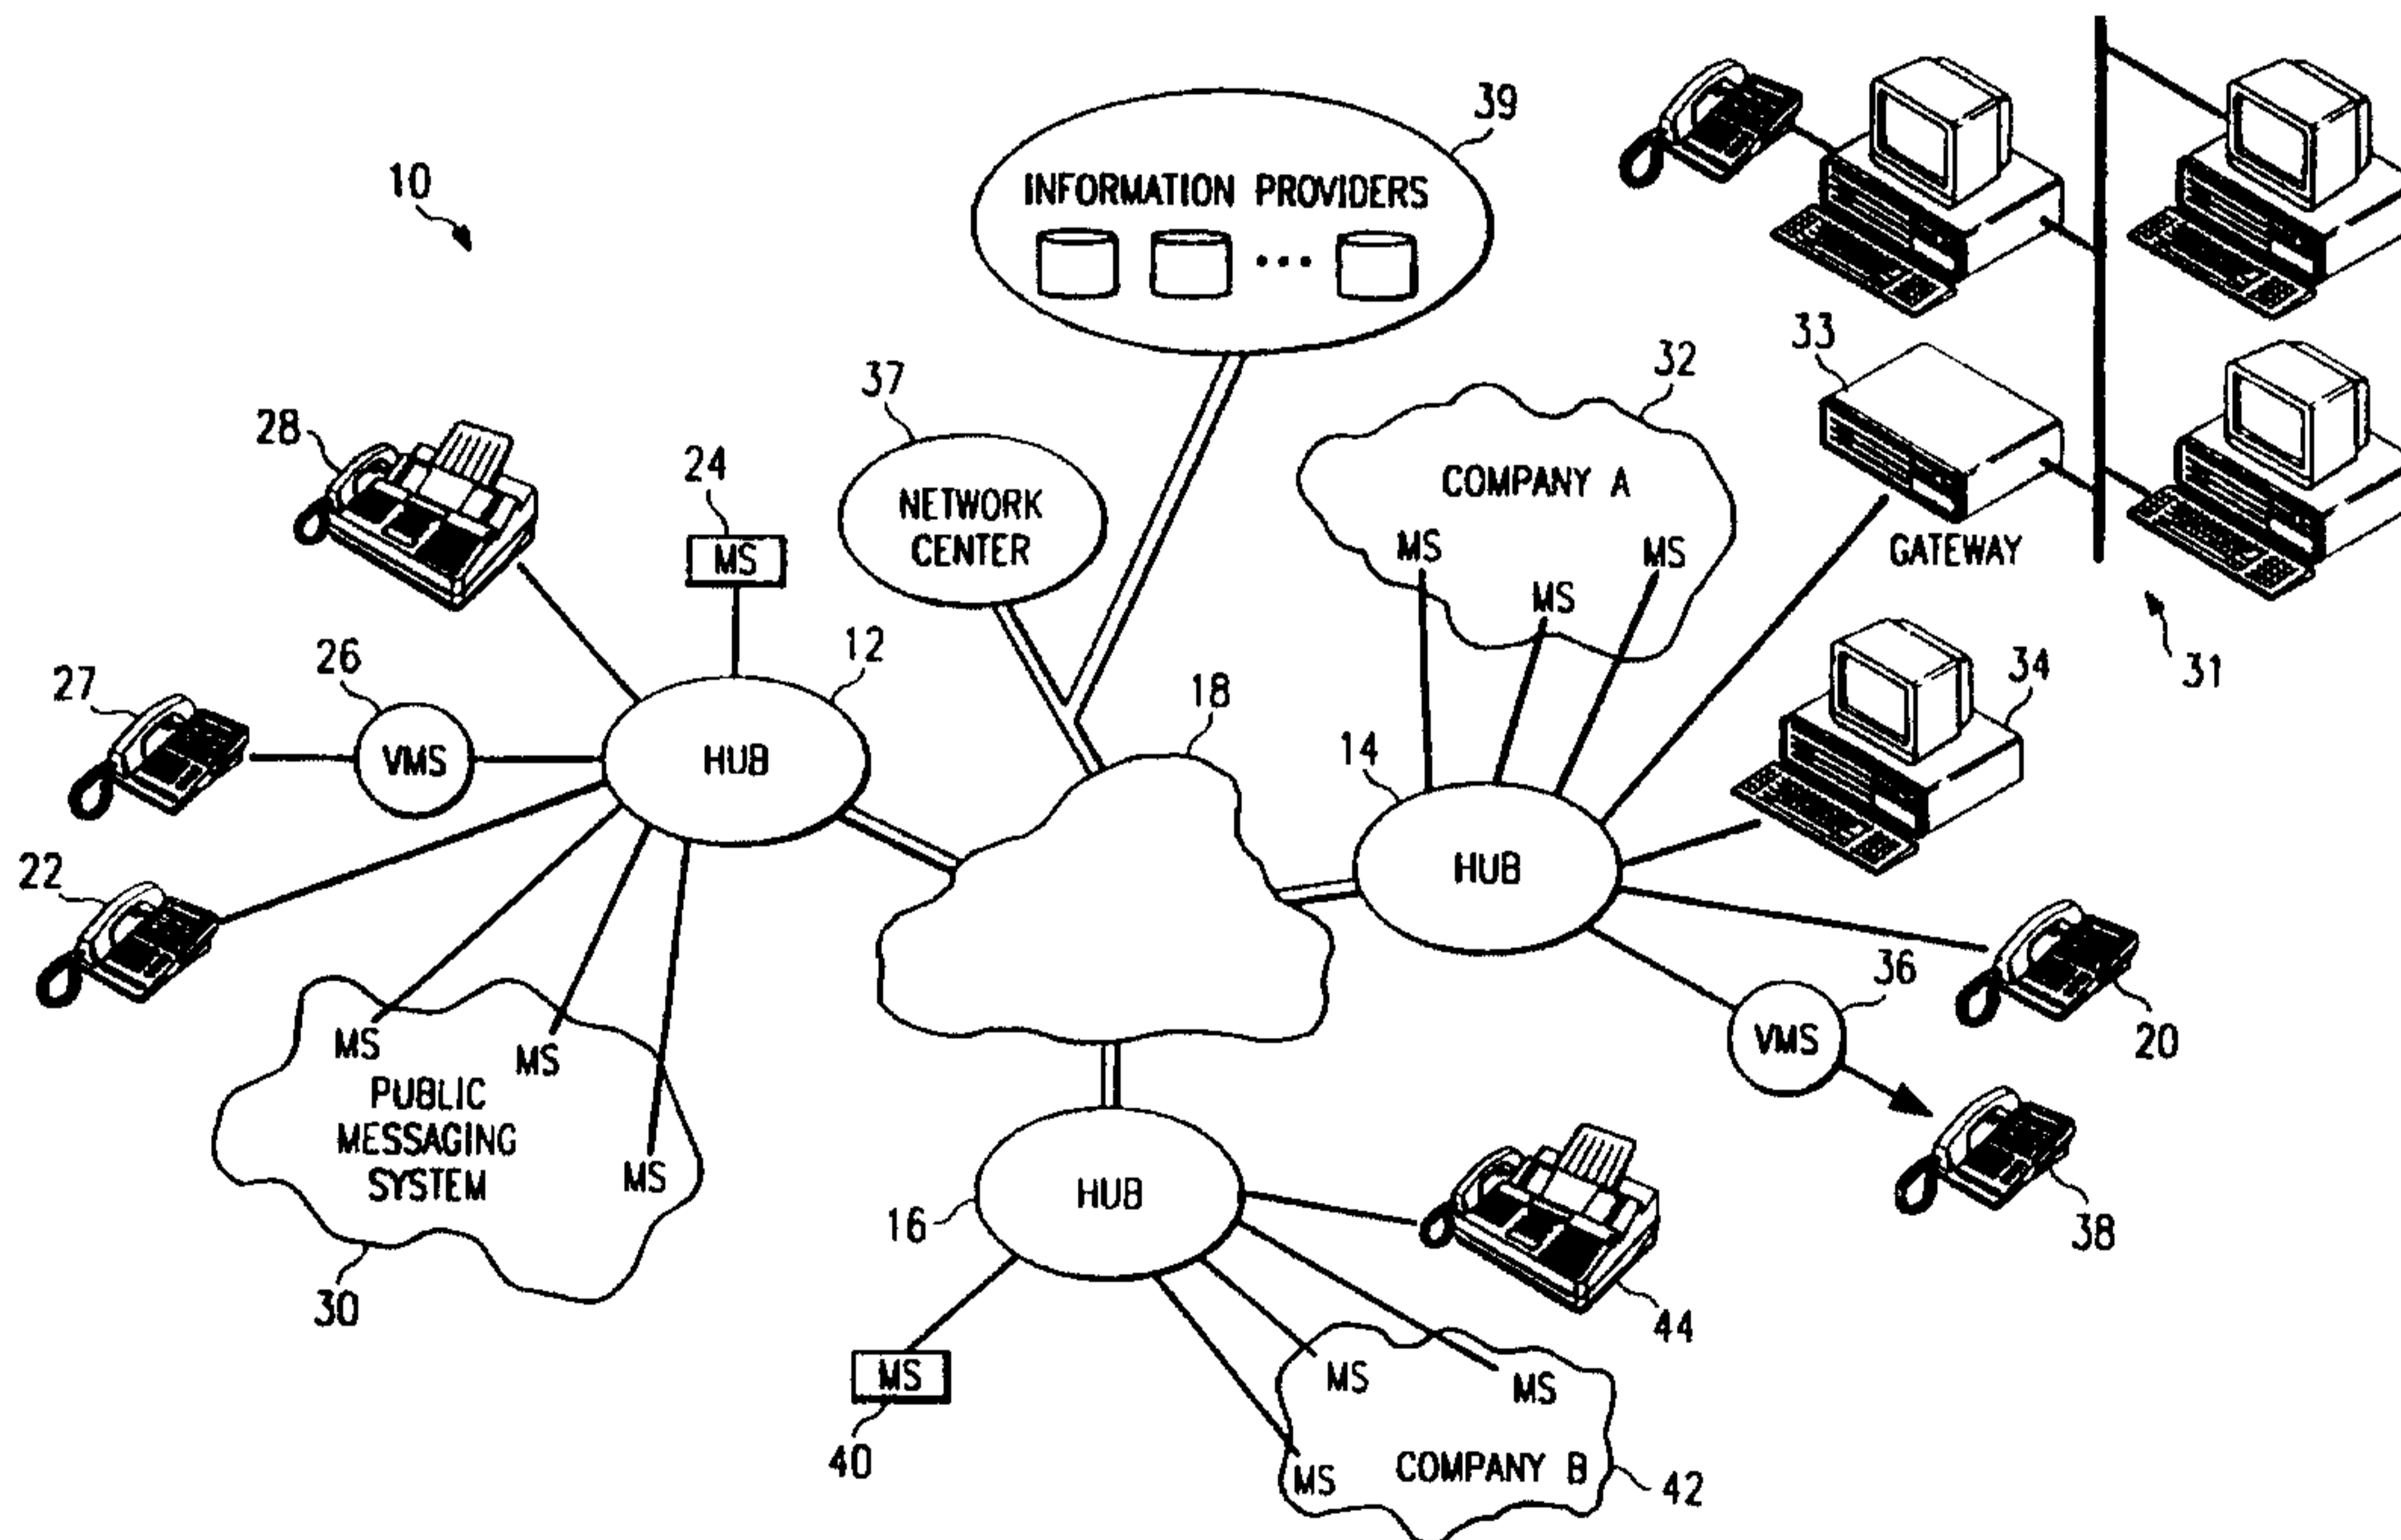 10
39
INFORMATION PROVIDERS
...
33
GATEWAY
31
37
NETWORK
CENTER
32
COMPANY A
MS
MS
MS
28
24
MS
27
26
VMS
12
HUB
22
18
14
HUB
34
36
VMS
20
38
MS
MS
MS
PUBLIC
MESSAGING
SYSTEM
30
16
HUB
44
40
MS
MS
MS
MS
COMPANY B
42